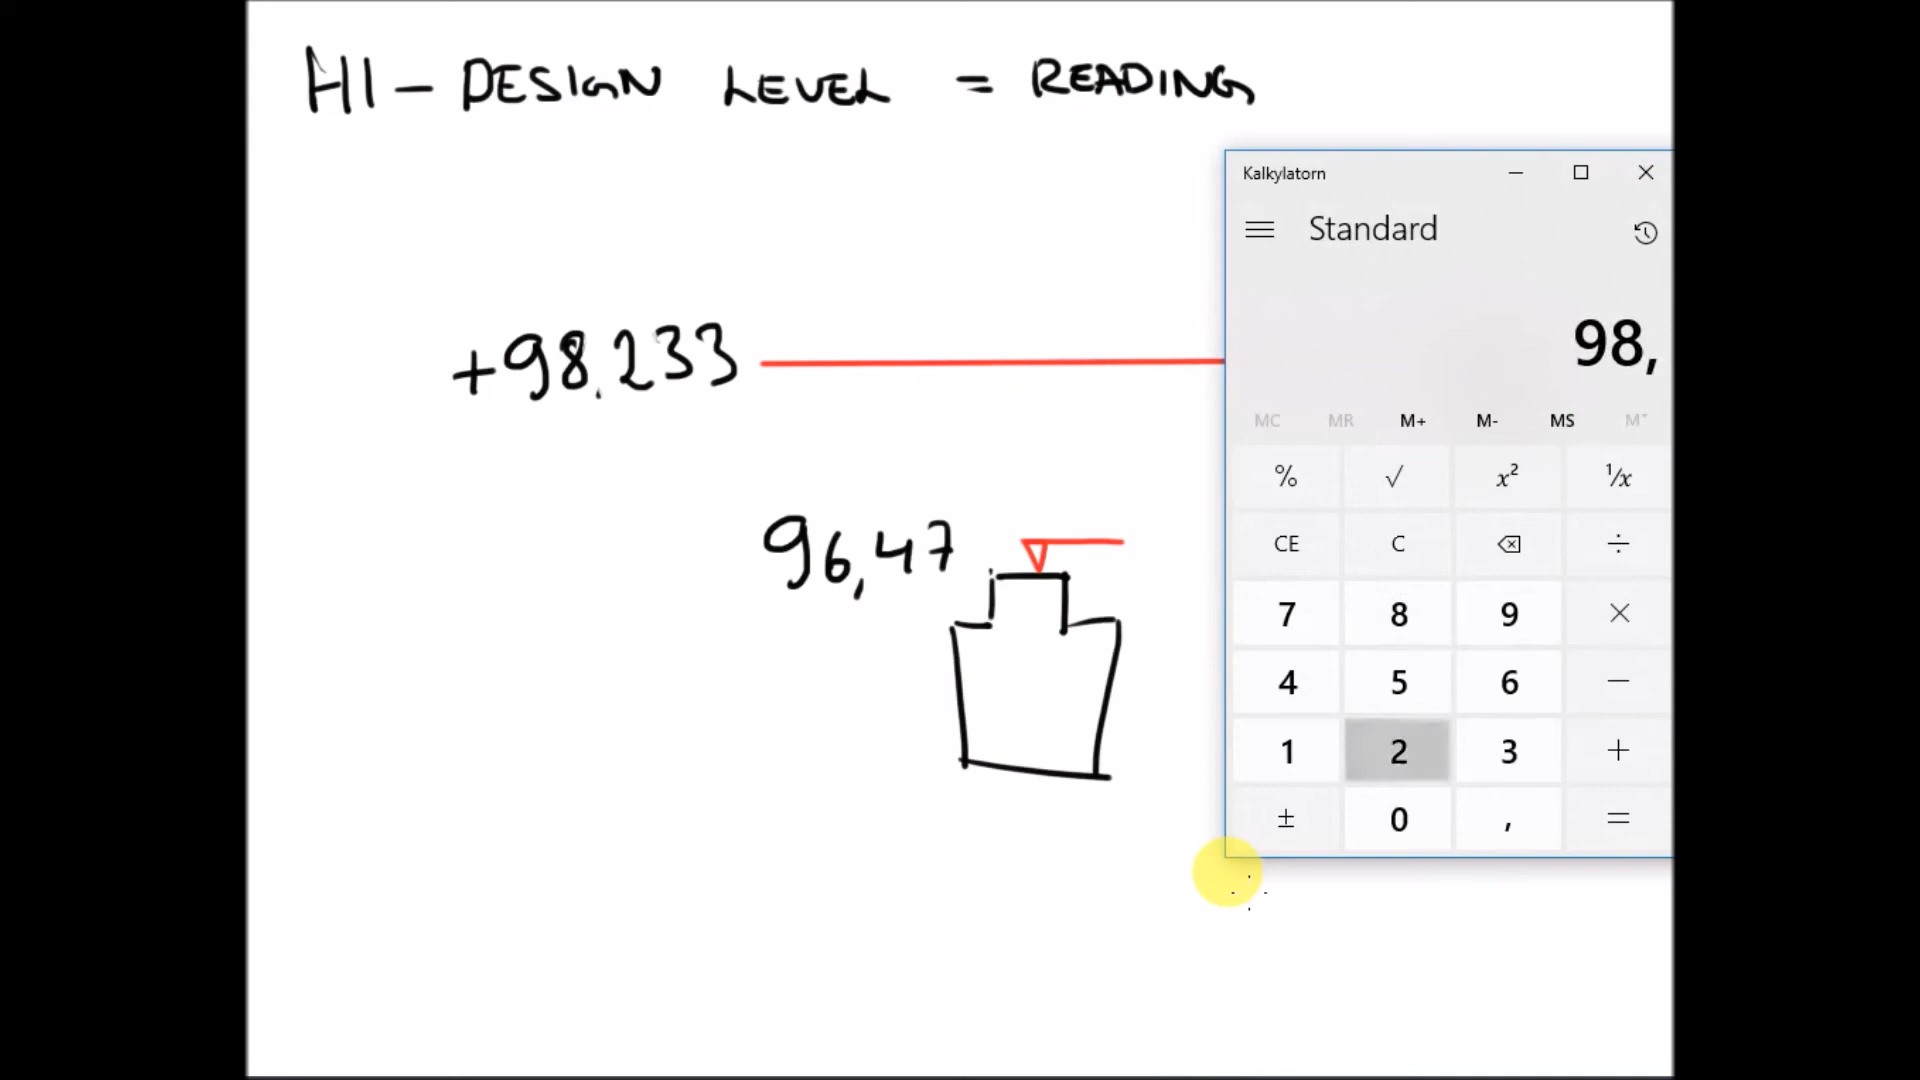 HI - DESIGN LEVEL = READING
+98.233
96,47
Kalkylatorn
Standard
98,
MC MR M+ M- MS M˅
% √ x² ¹/x
CE C ⌫ ÷
7 8 9 ×
4 5 6 −
1 2 3 +
± 0 , =